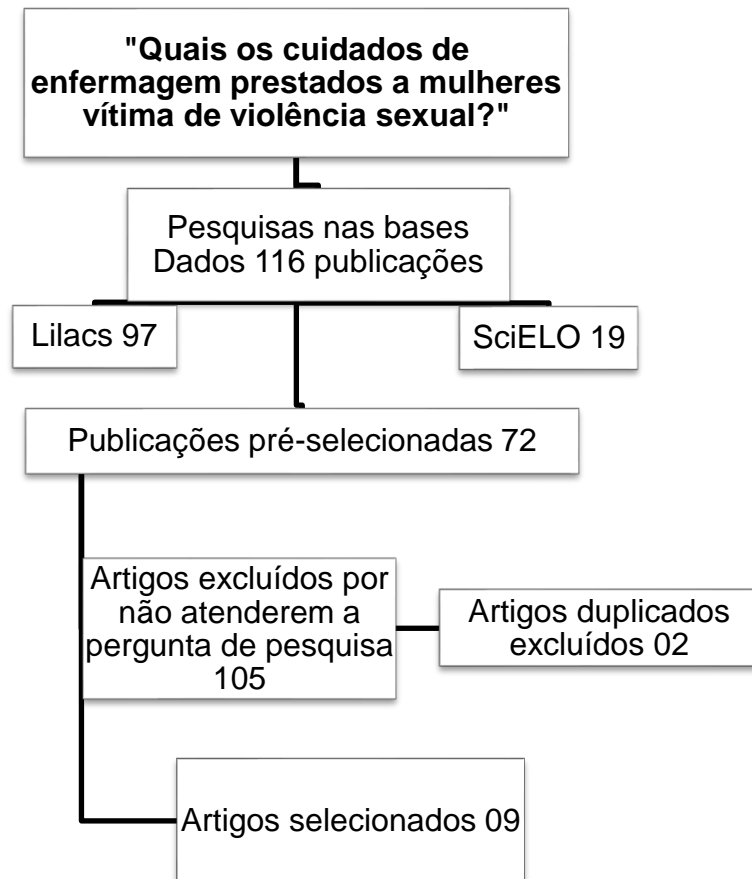 "Quais os cuidados de
enfermagem prestados a mulheres
vítima de violência sexual?"
Pesquisas nas bases
Dados 116 publicações
Lilacs 97
SciELO 19
Publicações pré-selecionadas 72
Artigos excluídos por
não atenderem a
pergunta de pesquisa
105
Artigos duplicados
excluídos 02
Artigos selecionados 09